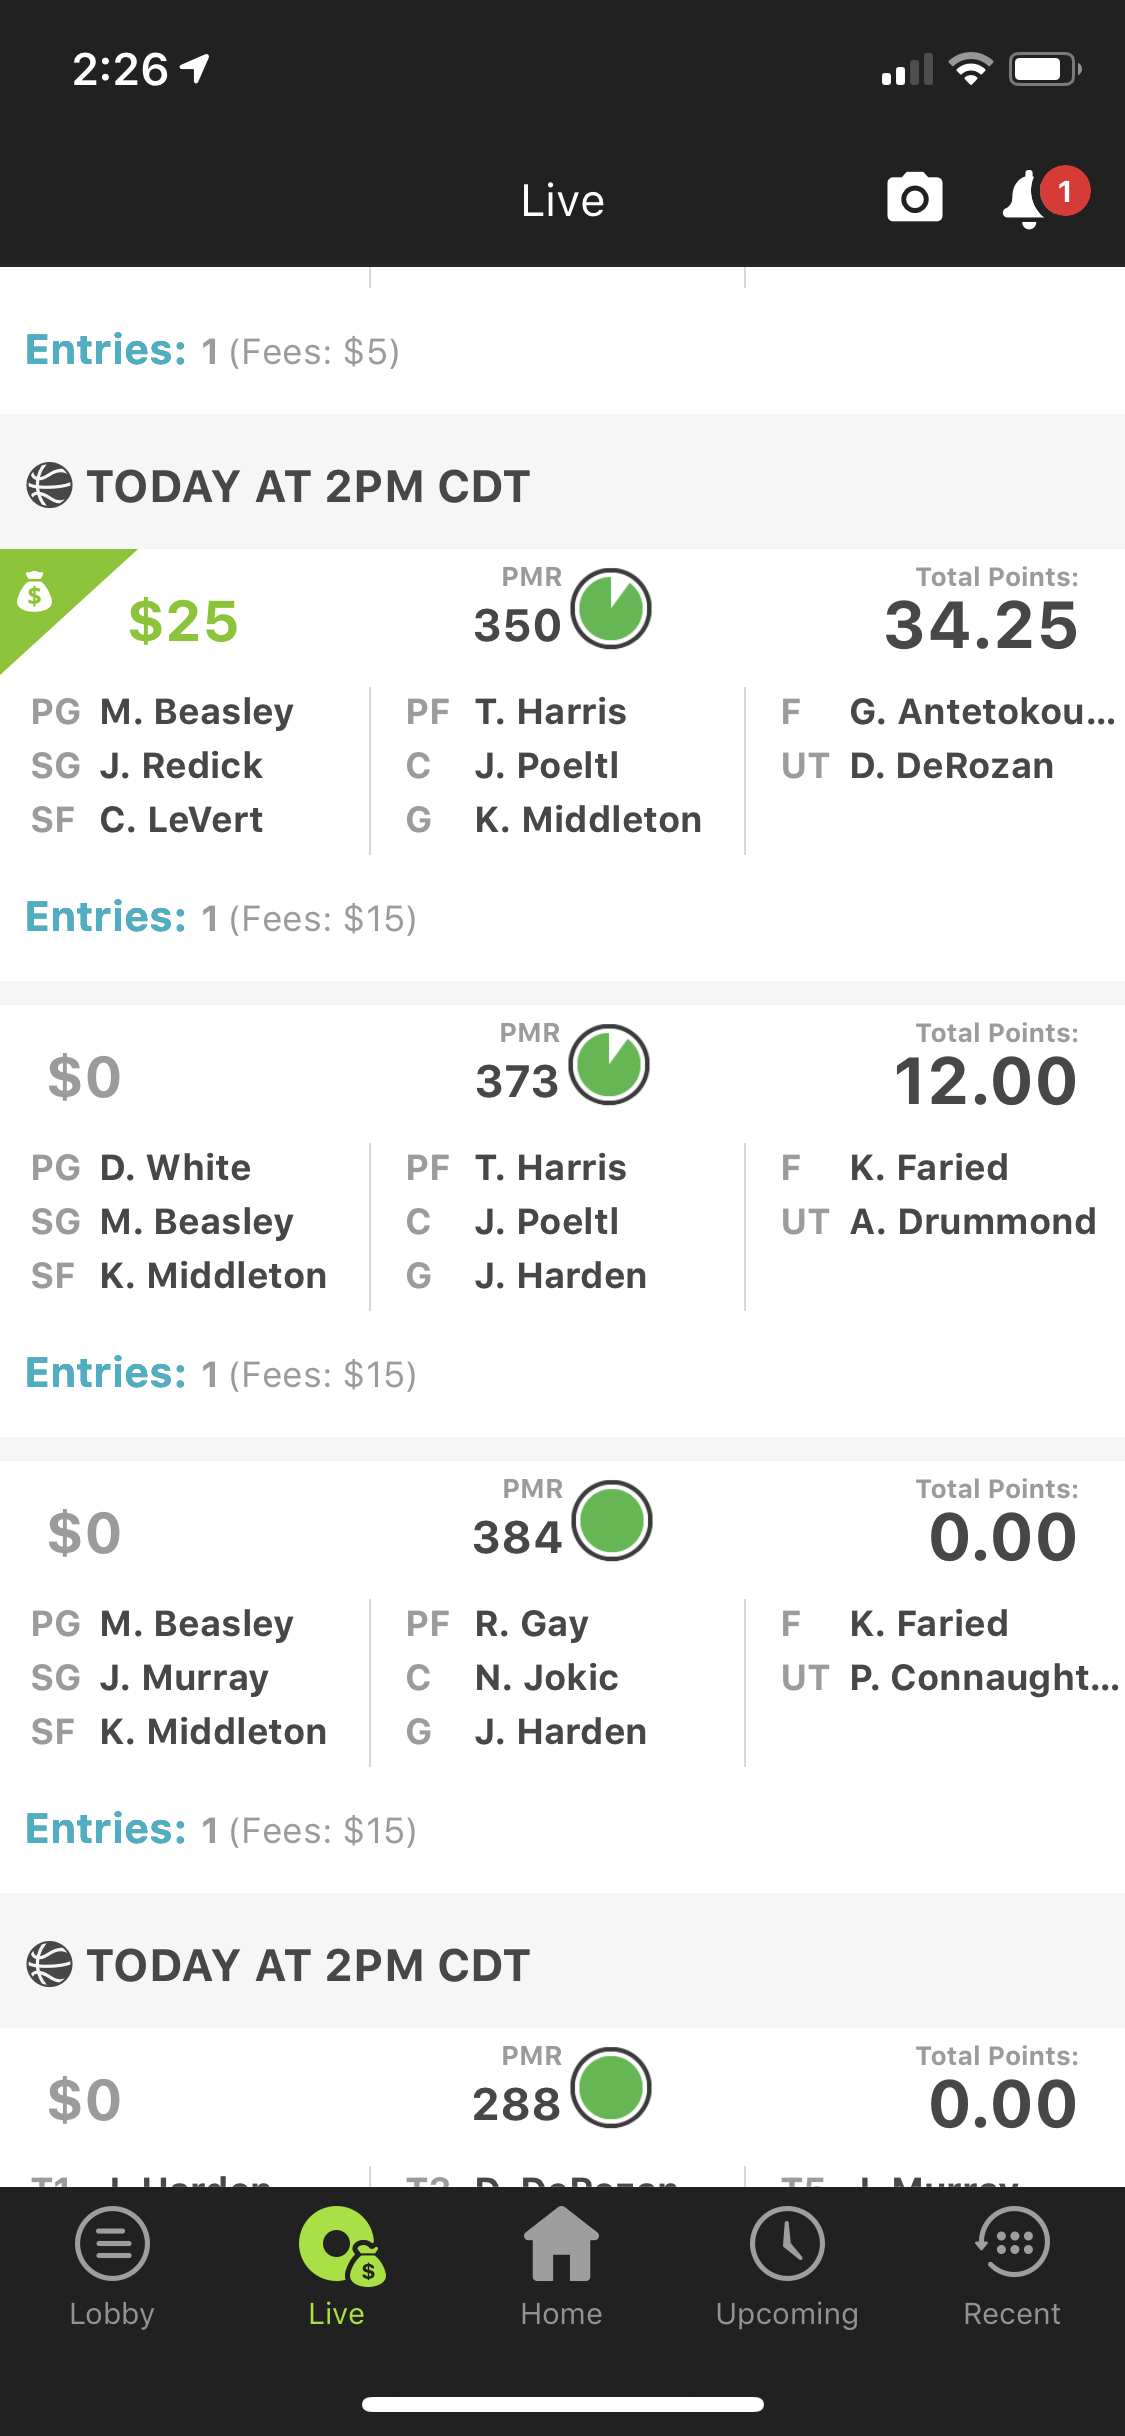 2:26
Live
1
Entries: 1 (Fees: $5)
TODAY AT 2PM CDT
$ $25 PMR 350 Total Points: 34.25
PG M. Beasley PF T. Harris F G. Antetokou...
SG J. Redick C J. Poeltl UT D. DeRozan
SF C. LeVert G K. Middleton
Entries: 1 (Fees: $15)
$0 PMR 373 Total Points: 12.00
PG D. White PF T. Harris F K. Faried
SG M. Beasley C J. Poeltl UT A. Drummond
SF K. Middleton G J. Harden
Entries: 1 (Fees: $15)
$0 PMR 384 Total Points: 0.00
PG M. Beasley PF R. Gay F K. Faried
SG J. Murray C N. Jokic UT P. Connaught...
SF K. Middleton G J. Harden
Entries: 1 (Fees: $15)
TODAY AT 2PM CDT
$0 PMR 288 Total Points: 0.00
T1 J. Harden D. DeRozan T5 J. Murray
$
Lobby Live Home Upcoming Recent